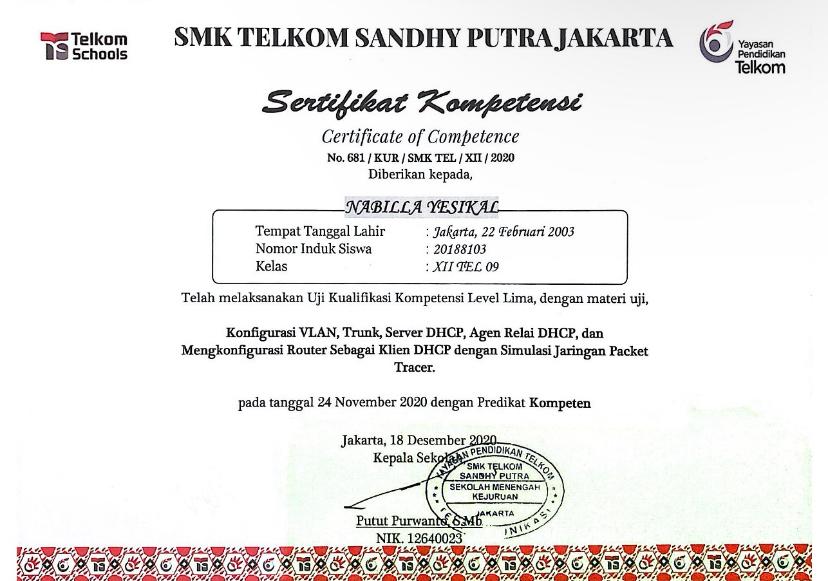 Telkom
Schools
SMK TELKOM SANDHY PUTRA JAKARTA
Yayasan
Pendidikan
Telkom
Sertifikat Kompetensi
Certificate of Competence
No. 681 / KUR / SMK TEL / XII / 2020
Diberikan kepada,
NABILLA YESIKAL
Tempat Tanggal Lahir : Jakarta, 22 Februari 2003
Nomor Induk Siswa : 20188103
Kelas : XII TEL 09
Telah melaksanakan Uji Kualifikasi Kompetensi Level Lima, dengan materi uji,
Konfigurasi VLAN, Trunk, Server DHCP, Agen Relai DHCP, dan
Mengkonfigurasi Router Sebagai Klien DHCP dengan Simulasi Jaringan Packet
Tracer.
pada tanggal 24 November 2020 dengan Predikat Kompeten
Jakarta, 18 Desember 2020
Kepala Sekolah,
YAYASAN PENDIDIKAN TELKOM
SMK TELKOM
SANDHY PUTRA
SEKOLAH MENENGAH
KEJURUAN
JAKARTA
Putut Purwanto, S.Mb
NIK. 12640023